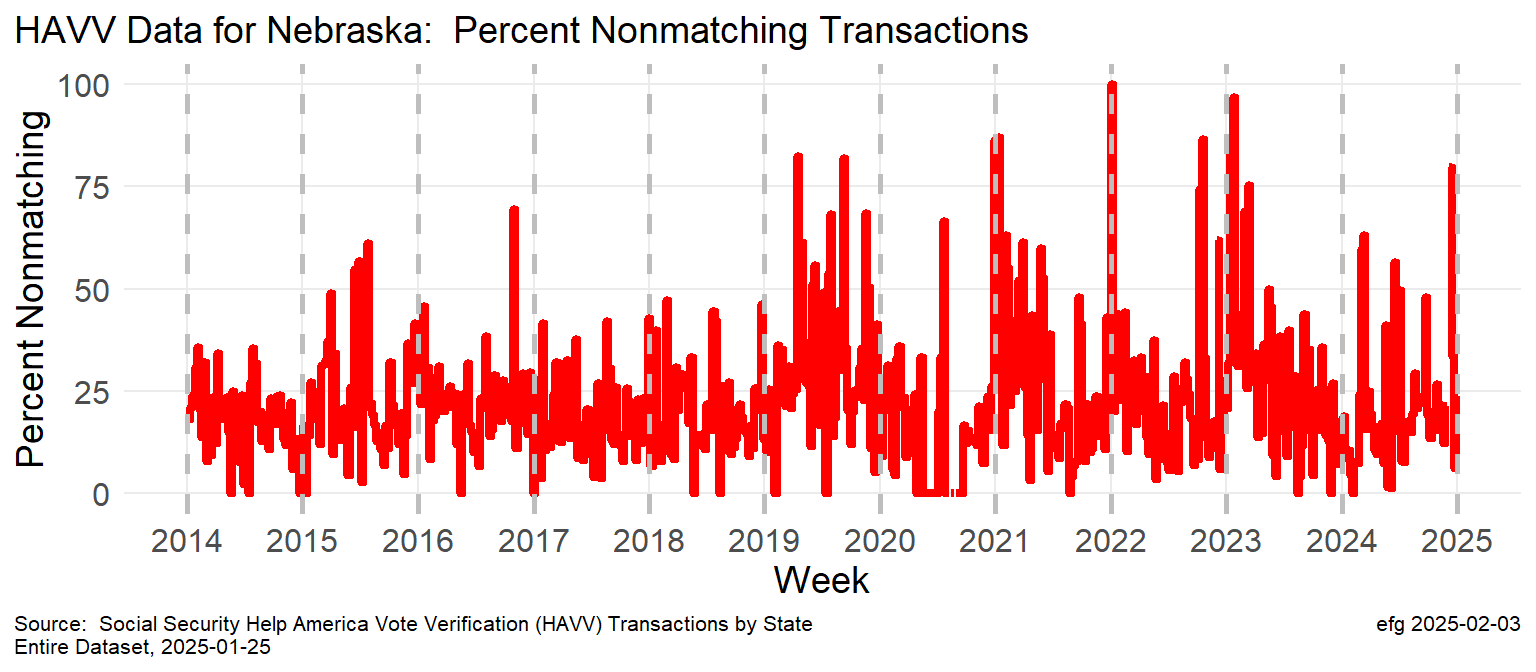 HAVV Data for Nebraska:  Percent Nonmatching Transactions
Percent Nonmatching
100
75
50
25
0
2014 2015 2016 2017 2018 2019 2020 2021 2022 2023 2024 2025
Week
Source:  Social Security Help America Vote Verification (HAVV) Transactions by State
Entire Dataset, 2025-01-25
efg 2025-02-03